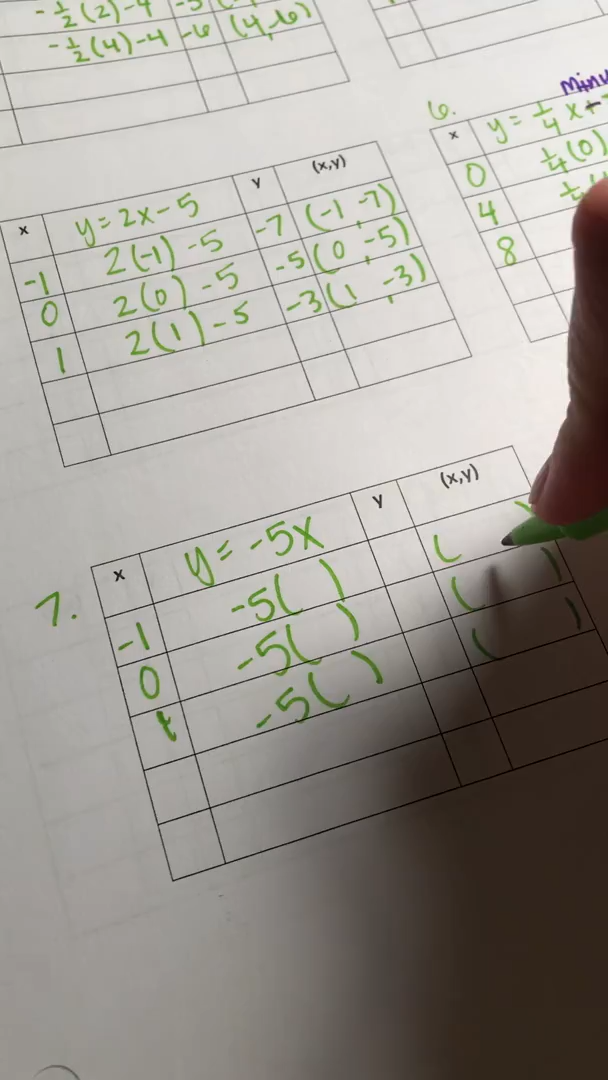 -1/2(2)-4 -5
-1/2(4)-4 -6 (4,-6)
6.
x y = 1/4 x +
0 1/4(0)
4
8
x y = 2x - 5 y (x,y)
-1 2(-1) - 5 -7 (-1, -7)
0 2(0) - 5 -5 (0, -5)
1 2(1) - 5 -3 (1, -3)
7.
x y = -5x y (x,y)
-1 -5( ) ( )
0 -5( ) ( )
1 -5( ) ( )